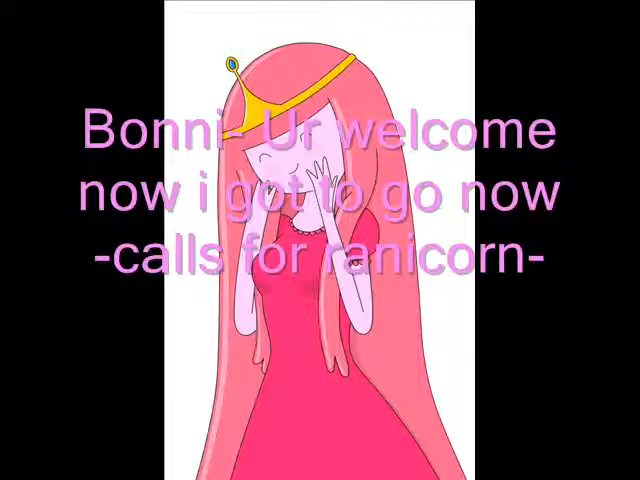 Bonni- Ur welcome
now i got to go now
-calls for ranicorn-